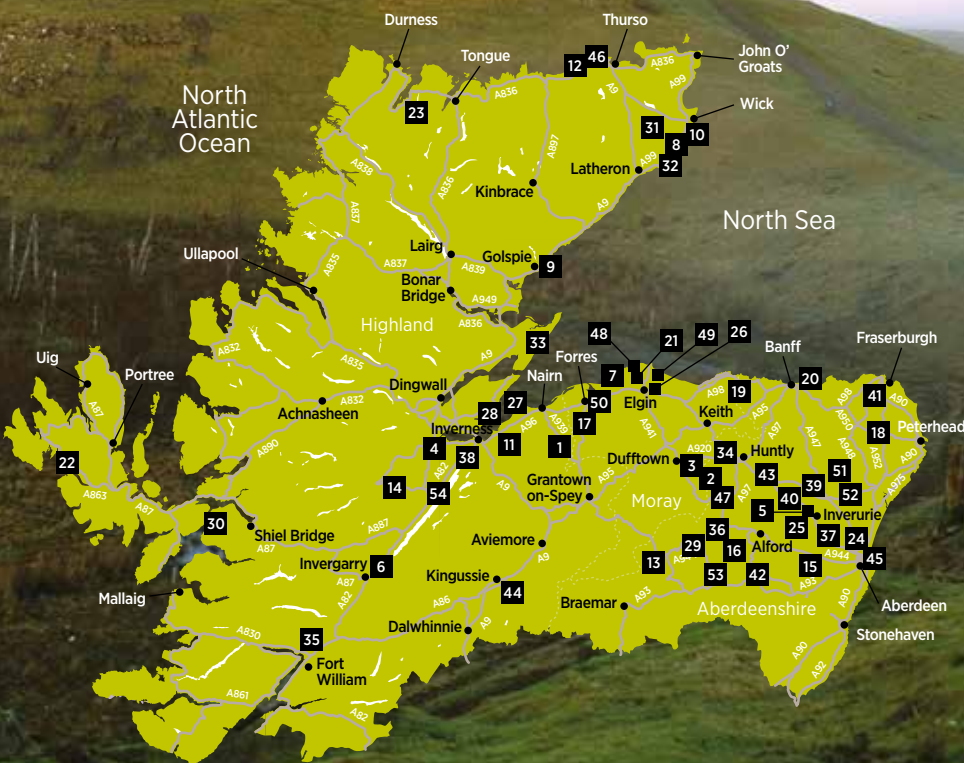 Durness
Thurso
Tongue
John O'
Groats
12
46
A836
A99
A9
North
Atlantic
Ocean
23
A836
Wick
31
10
8
32
A838
A836
A897
Latheron
A99
Kinbrace
A837
A9
North Sea
Ullapool
A835
A837
Lairg
A839
Golspie
9
Bonar
Bridge
A949
A836
Highland
A832
A835
A9
33
48
21
49
26
Banff
Fraserburgh
Uig
Portree
Forres
7
Nairn
Dingwall
A832
Achnasheen
27
28
50
Elgin
A98
19
20
A98
41
A90
A87
Inverness
A96
A939
17
A941
Keith
A95
A97
A947
A950
18
Peterhead
22
A890
4
38
11
1
Dufftown
A920
34
Huntly
A948
A952
A90
A863
A87
14
A82
54
A9
Grantown
on-Spey
A95
3
2
43
51
39
40
52
A975
Moray
47
A97
5
Inverurie
30
Shiel Bridge
A87
A887
36
25
37
24
Aviemore
29
16
Alford
A944
45
Invergarry
6
A87
A9
13
53
42
15
A93
Mallaig
A82
Kingussie
44
A86
Braemar
A93
Aberdeenshire
Aberdeen
A90
Dalwhinnie
A9
Stonehaven
A830
35
Fort
William
A90
A92
A861
A82